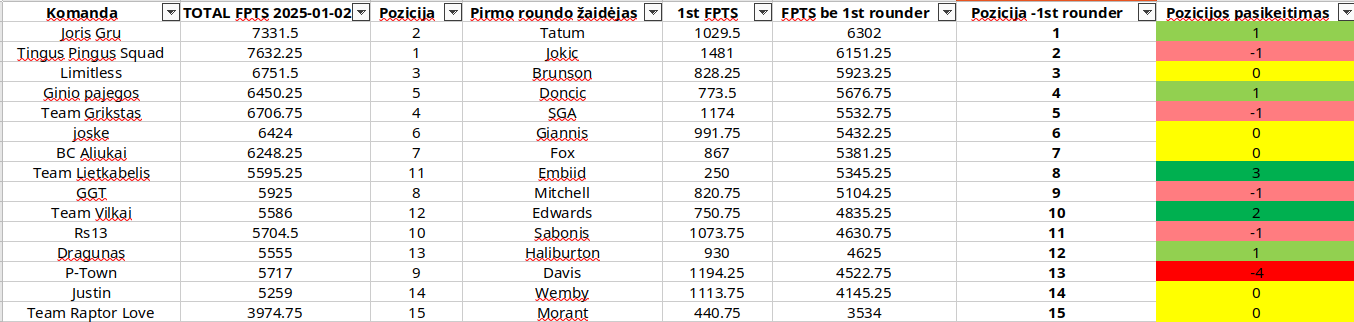 Komanda TOTAL FPTS 2025-01-02 Pozicija Pirmo roundo žaidėjas 1st FPTS FPTS be 1st rounder Pozicija -1st rounder Pozicijos pasikeitimas
Joris Gru 7331.5 2 Tatum 1029.5 6302 1 1
Tingus Pingus Squad 7632.25 1 Jokic 1481 6151.25 2 -1
Limitless 6751.5 3 Brunson 828.25 5923.25 3 0
Ginio pajegos 6450.25 5 Doncic 773.5 5676.75 4 1
Team Grikstas 6706.75 4 SGA 1174 5532.75 5 -1
joske 6424 6 Giannis 991.75 5432.25 6 0
BC Aliukai 6248.25 7 Fox 867 5381.25 7 0
Team Lietkabelis 5595.25 11 Embiid 250 5345.25 8 3
GGT 5925 8 Mitchell 820.75 5104.25 9 -1
Team Vilkai 5586 12 Edwards 750.75 4835.25 10 2
Rs13 5704.5 10 Sabonis 1073.75 4630.75 11 -1
Dragunas 5555 13 Haliburton 930 4625 12 1
P-Town 5717 9 Davis 1194.25 4522.75 13 -4
Justin 5259 14 Wemby 1113.75 4145.25 14 0
Team Raptor Love 3974.75 15 Morant 440.75 3534 15 0